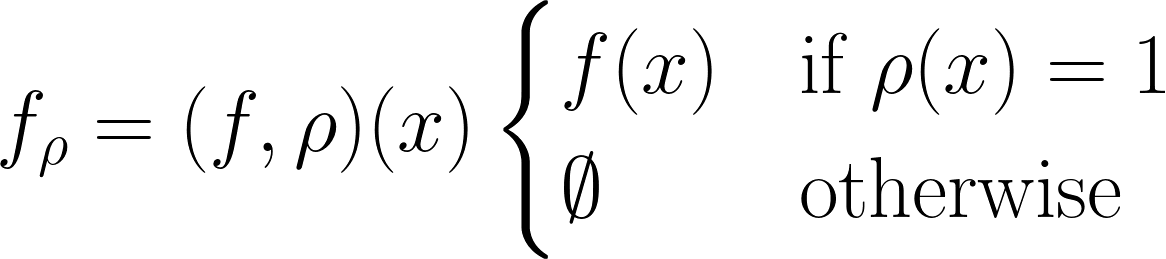 f_ρ = (f, ρ)(x) { f(x) if ρ(x) = 1
∅ otherwise